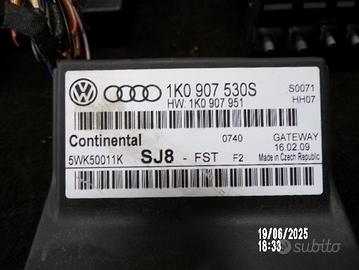 1K0 907 530S
S0071
HW: 1K0 907 951
HH07
Continental
0740
GATEWAY
16.02.09
5WK50011K
SJ8 - FST F2
Made in Czech Republic
19/06/2025
18:33
subito